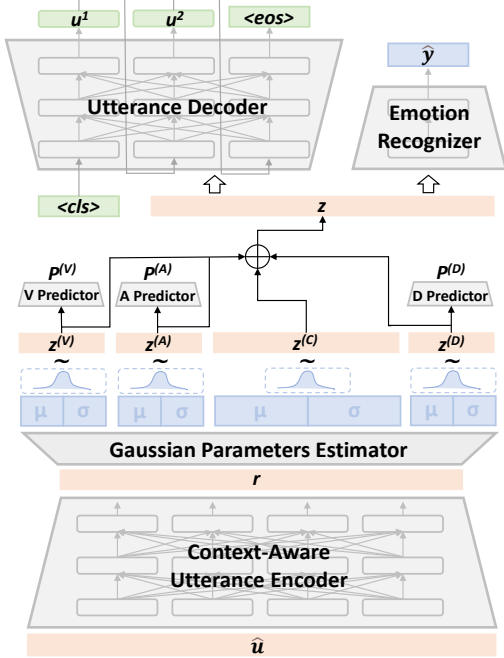 u¹ u² <eos>
ŷ
Utterance Decoder
Emotion
Recognizer
<cls>
z
P(V) P(A) P(D)
V Predictor A Predictor D Predictor
z(V) z(A) z(C) z(D)
~ ~ ~ ~
μ σ μ σ μ σ μ σ
Gaussian Parameters Estimator
r
Context-Aware
Utterance Encoder
û